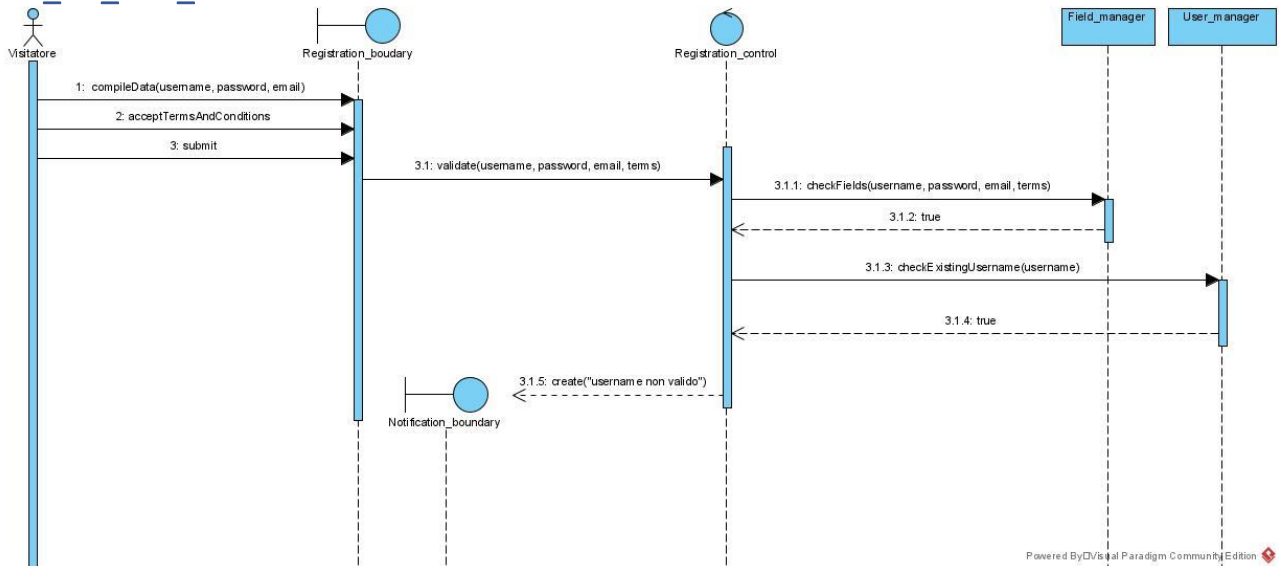 Field_manager
User_manager
Visitatore
Registration_boudary
Registration_control
1: compileData(username, password, email)
2: acceptTermsAndConditions
3: submit
3.1: validate(username, password, email, terms)
3.1.1: checkFields(username, password, email, terms)
3.1.2: true
3.1.3: checkExistingUsername(username)
3.1.4: true
3.1.5: create("username non valido")
Notification_boundary
Powered By Visual Paradigm Community Edition